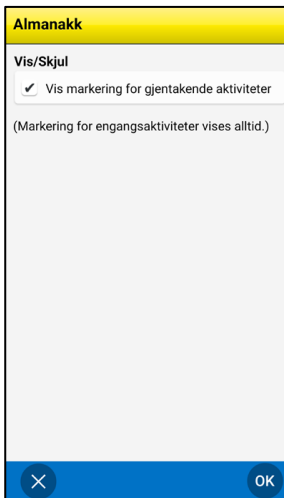 Almanakk
Vis/Skjul
Vis markering for gjentakende aktiviteter
(Markering for engangsaktiviteter vises alltid.)
OK